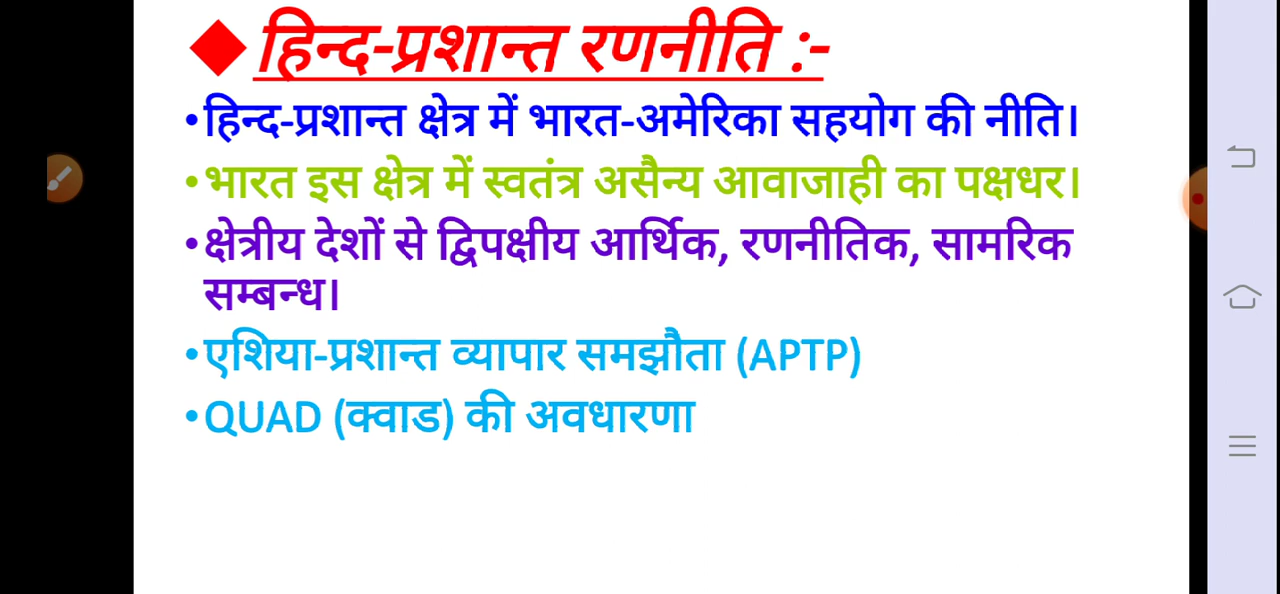 ◆हिन्द-प्रशान्त रणनीति :-
•हिन्द-प्रशान्त क्षेत्र में भारत-अमेरिका सहयोग की नीति।
•भारत इस क्षेत्र में स्वतंत्र असैन्य आवाजाही का पक्षधर।
•क्षेत्रीय देशों से द्विपक्षीय आर्थिक, रणनीतिक, सामरिक
सम्बन्ध।
•एशिया-प्रशान्त व्यापार समझौता (APTP)
•QUAD (क्वाड) की अवधारणा